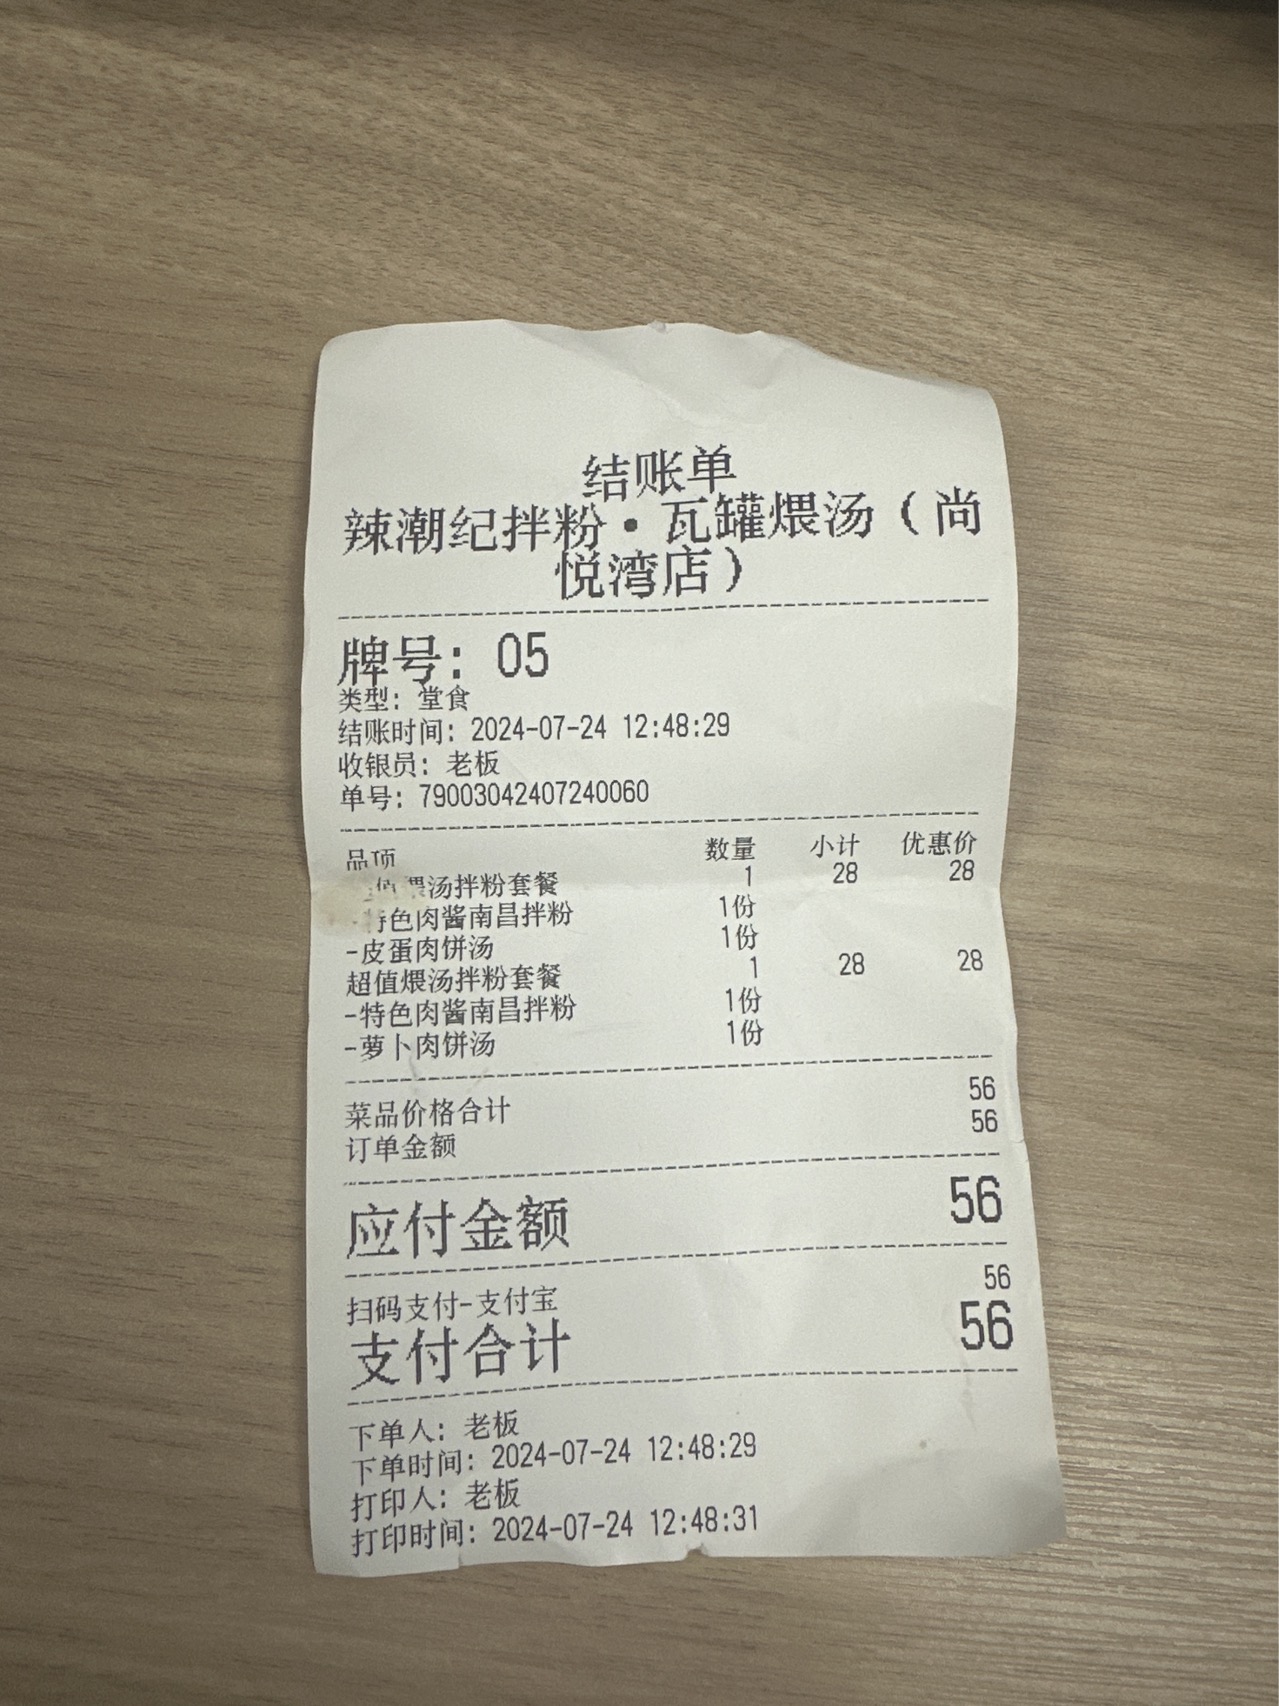 结账单
辣潮纪拌粉·瓦罐煨汤（尚
悦湾店）
牌号：05
类型：堂食
结账时间：2024-07-24 12:48:29
收银员：老板
单号：79003042407240060
品项 数量 小计 优惠价
值煨汤拌粉套餐 1 28 28
-特色肉酱南昌拌粉 1份
-皮蛋肉饼汤 1份
超值煨汤拌粉套餐 1 28 28
-特色肉酱南昌拌粉 1份
-萝卜肉饼汤 1份
菜品价格合计 56
订单金额 56
应付金额 56
扫码支付-支付宝 56
支付合计 56
下单人：老板
下单时间：2024-07-24 12:48:29
打印人：老板
打印时间：2024-07-24 12:48:31